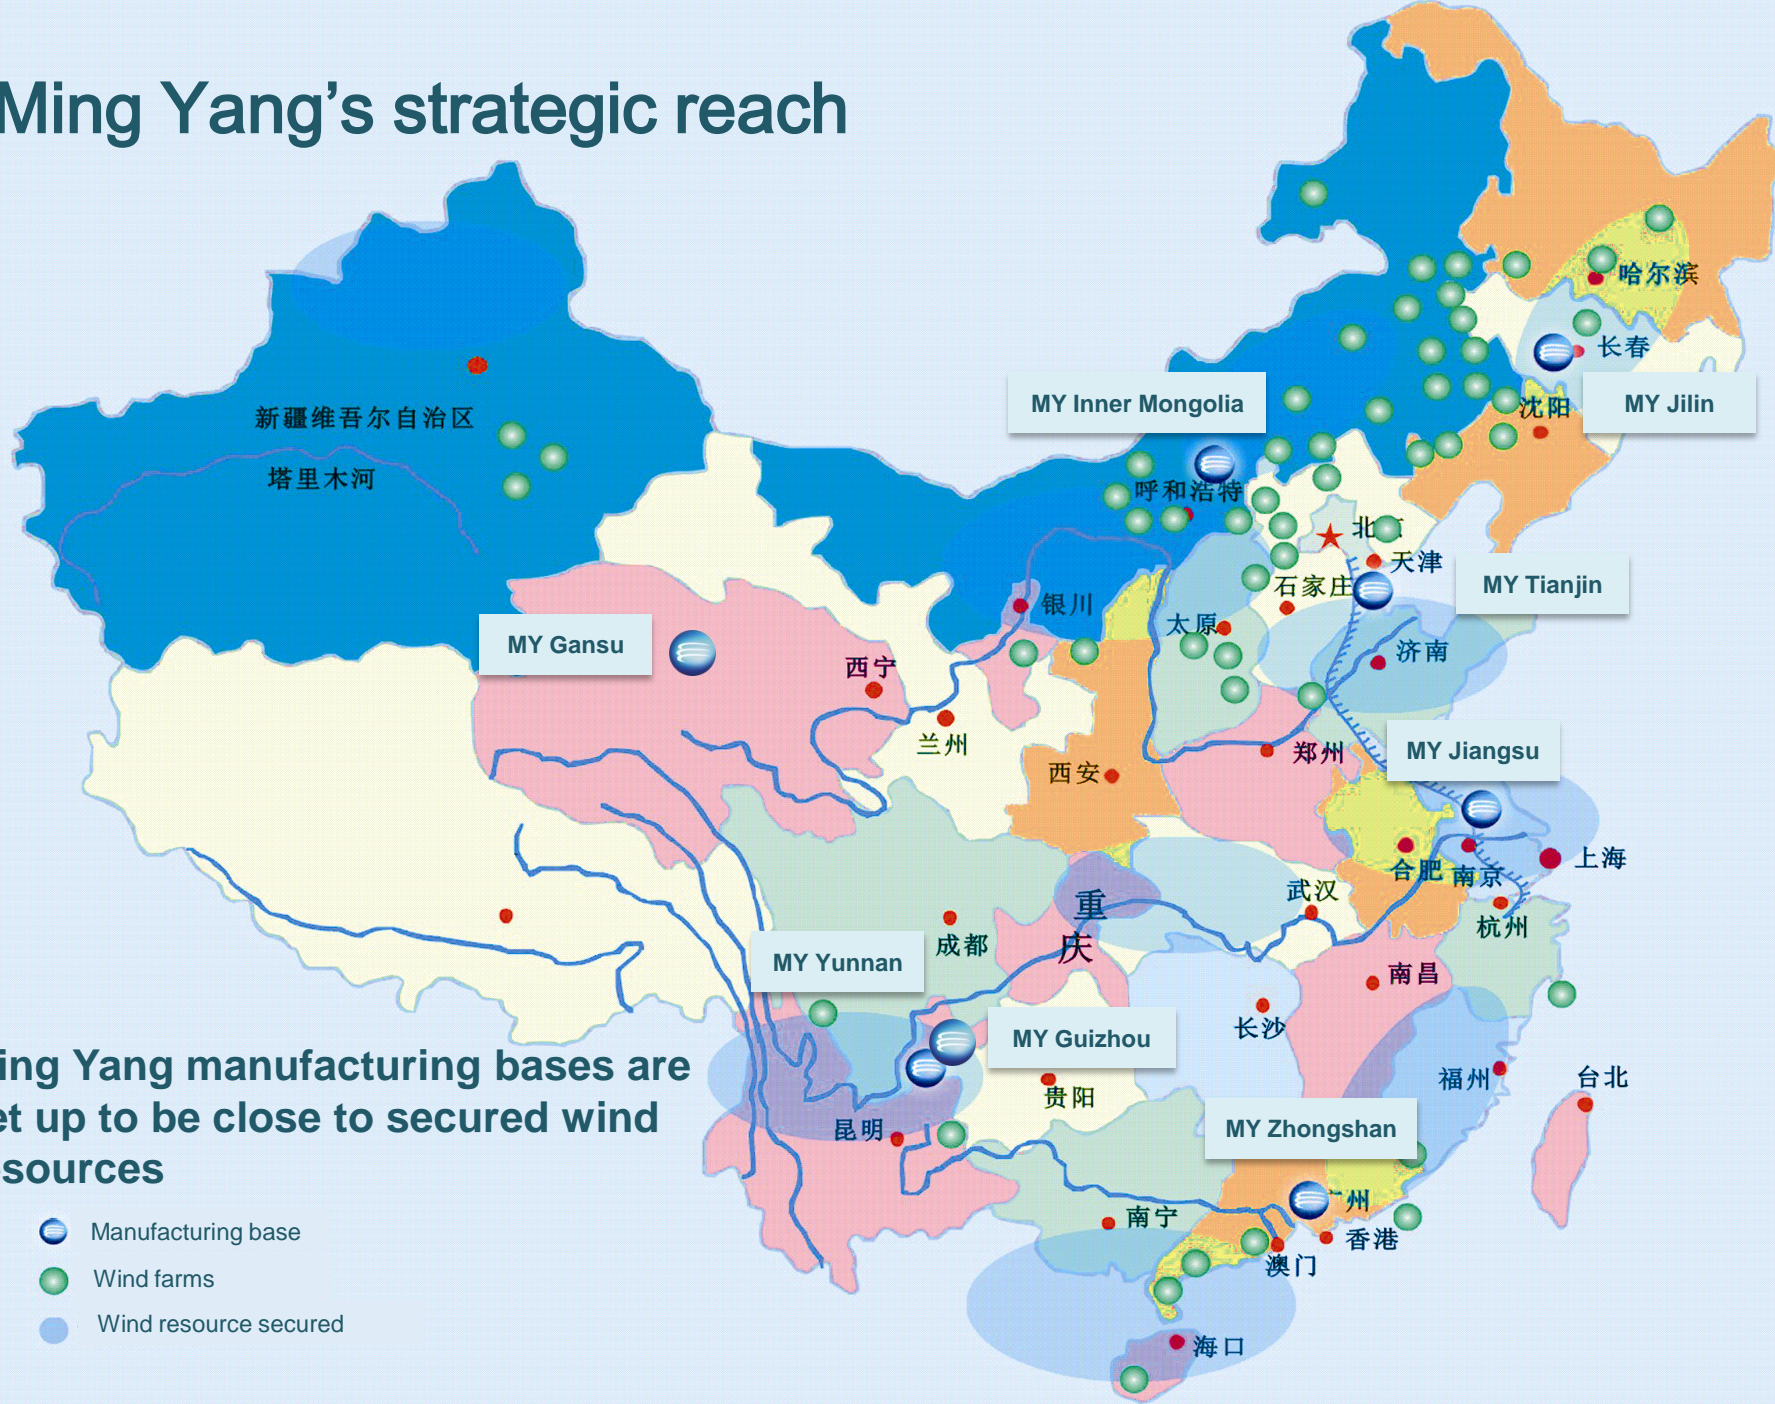 Ming Yang’s strategic reach
哈尔滨
长春
MY Inner Mongolia
MY Jilin
沈阳
新疆维吾尔自治区
塔里木河
呼和浩特
北
天津
石家庄
MY Tianjin
银川
太原
MY Gansu
济南
西宁
兰州
郑州
MY Jiangsu
西安
上海
合肥
南京
武汉
重庆
杭州
成都
MY Yunnan
南昌
长沙
MY Guizhou
ing Yang manufacturing bases are
et up to be close to secured wind
esources
福州
台北
贵阳
昆明
MY Zhongshan
州
南宁
香港
澳门
Manufacturing base
Wind farms
Wind resource secured
海口